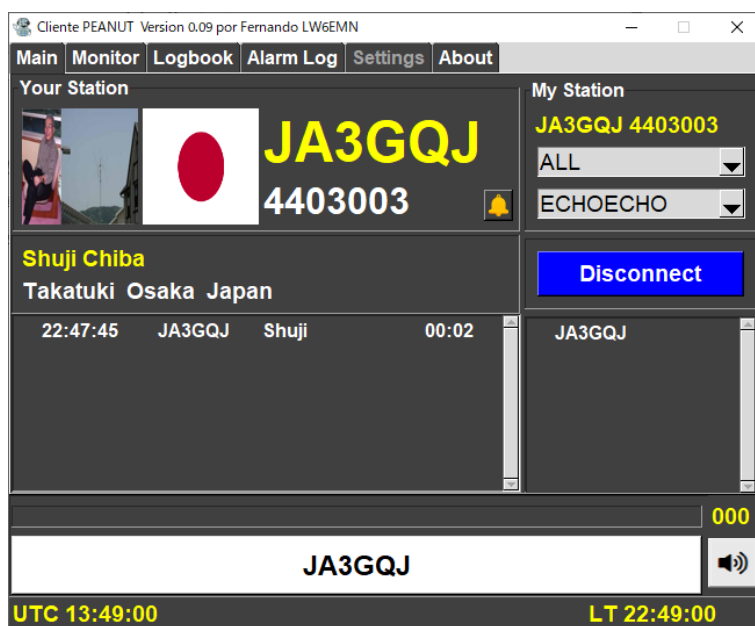 Cliente PEANUT Version 0.09 por Fernando LW6EMN
Main Monitor Logbook Alarm Log Settings About
Your Station
JA3GQJ
4403003
My Station
JA3GQJ 4403003
ALL
ECHOECHO
Shuji Chiba
Takatuki Osaka Japan
Disconnect
22:47:45 JA3GQJ Shuji 00:02
JA3GQJ
000
JA3GQJ
UTC 13:49:00
LT 22:49:00